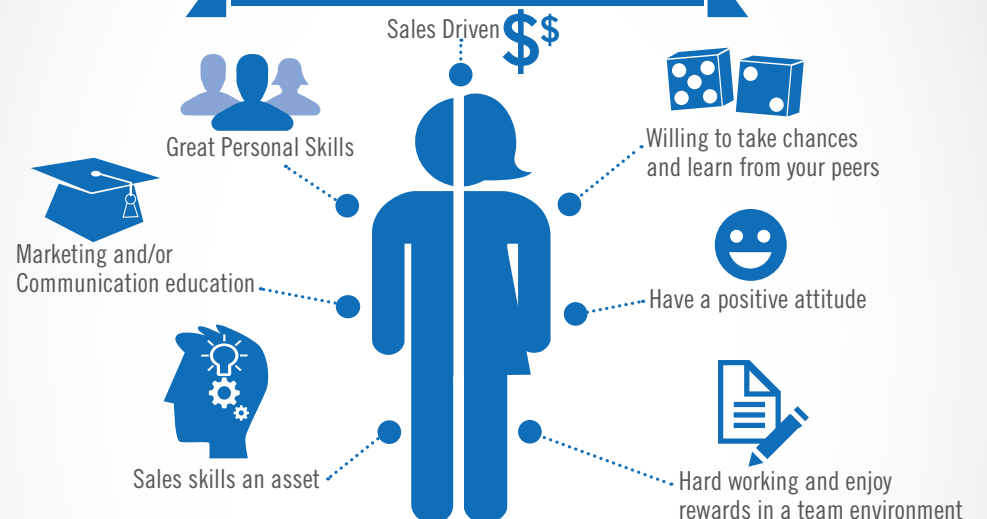 Sales Driven $$
Great Personal Skills
Willing to take chances
and learn from your peers
Marketing and/or
Communication education
Have a positive attitude
Sales skills an asset
Hard working and enjoy
rewards in a team environment